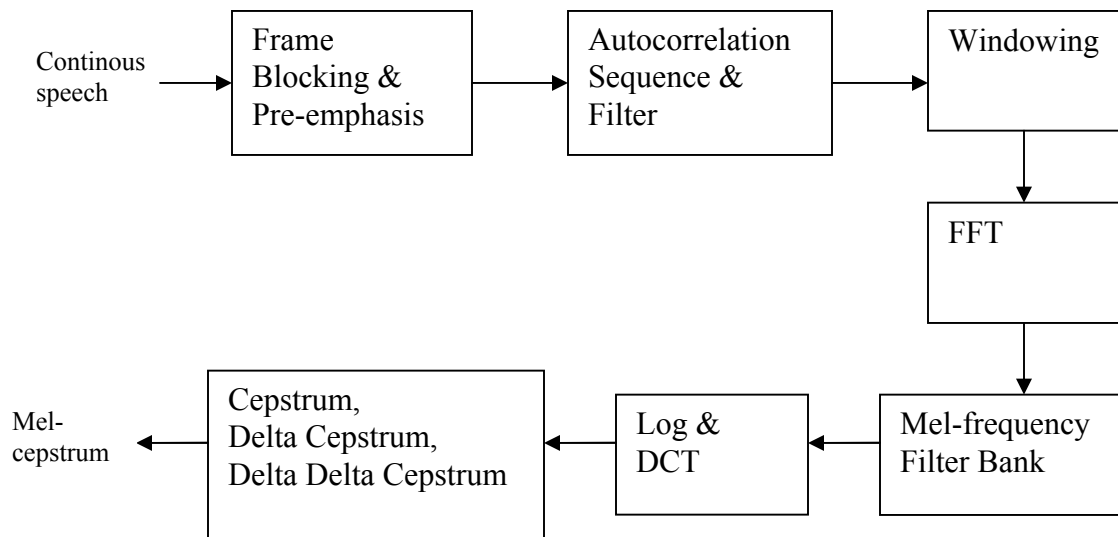 Continous
speech
Frame
Blocking &
Pre-emphasis
Autocorrelation
Sequence &
Filter
Windowing
FFT
Mel-frequency
Filter Bank
Log &
DCT
Cepstrum,
Delta Cepstrum,
Delta Delta Cepstrum
Mel-
cepstrum